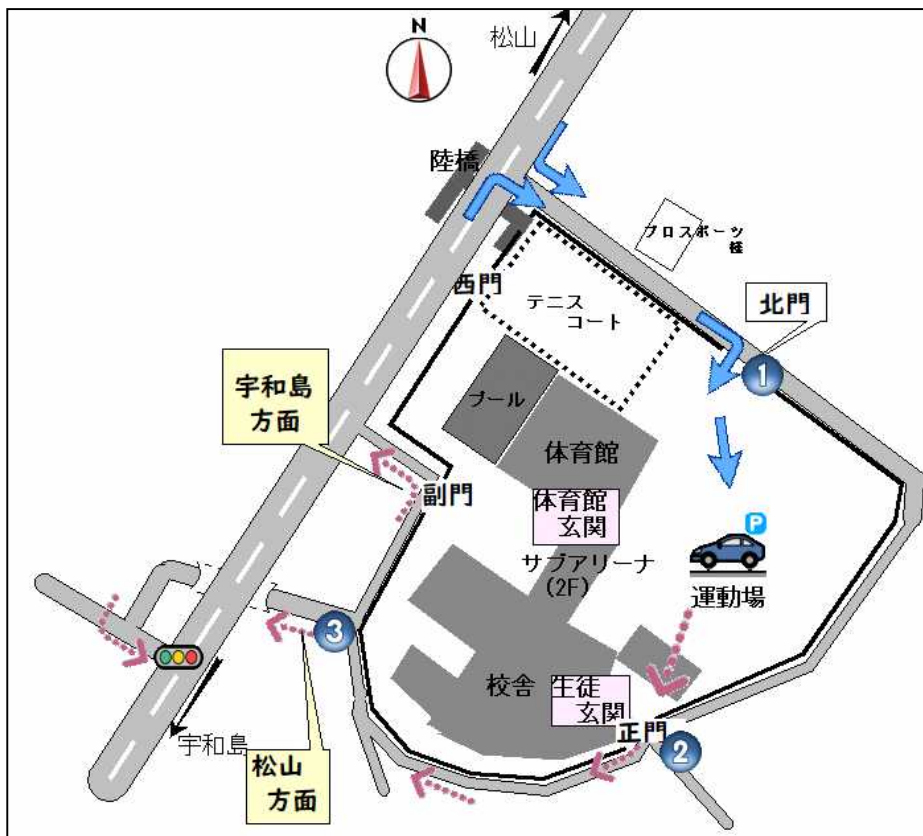 N
松山
陸橋
プロスポーツ
様
北門
1
西門
テニス
コート
宇和島
方面
プール
体育館
副門
体育館
玄関
サブアリーナ
(2F)
P
運動場
3
校舎
生徒
玄関
正門
2
宇和島
松山
方面